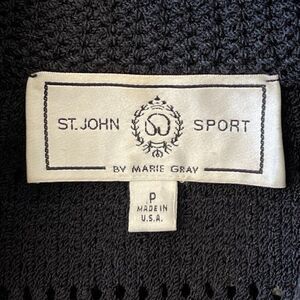 ST. JOHN SPORT
BY MARIE GRAY
P
MADE IN
U.S.A.